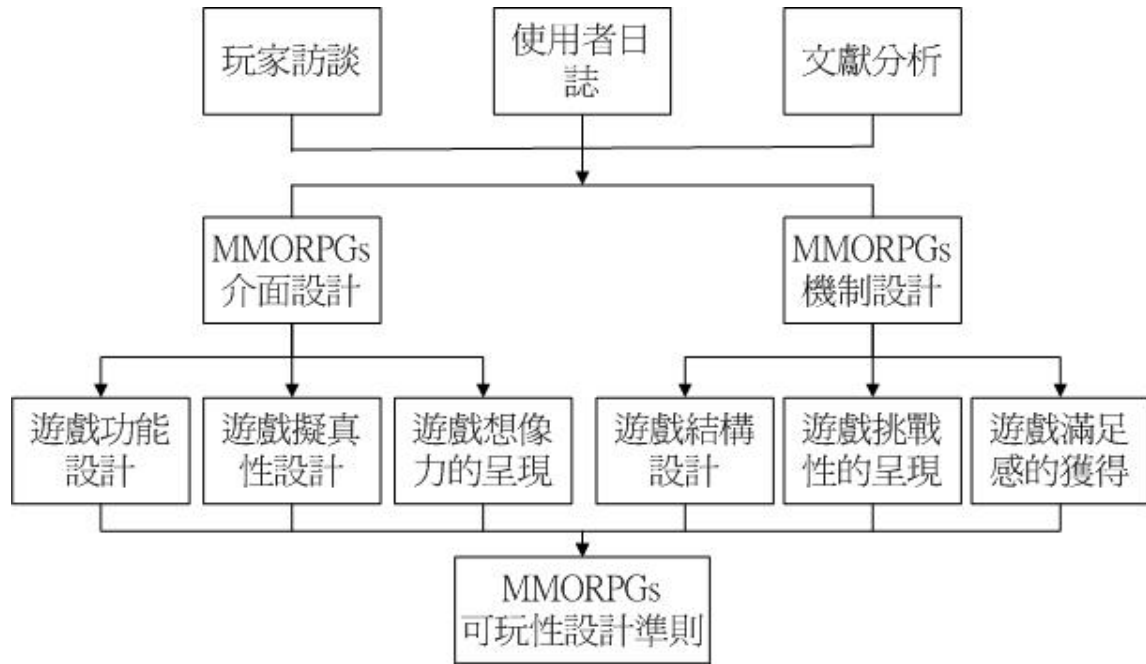 玩家訪談
使用者日
誌
文獻分析
MMORPGs
介面設計
MMORPGs
機制設計
遊戲功能
設計
遊戲擬真
性設計
遊戲想像
力的呈現
遊戲結構
設計
遊戲挑戰
性的呈現
遊戲滿足
感的獲得
MMORPGs
可玩性設計準則